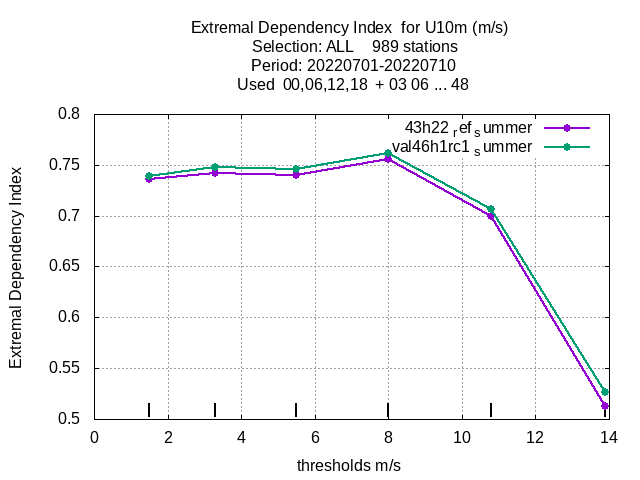 Extremal Dependency Index  for U10m (m/s)
Selection: ALL    989 stations
Period: 20220701-20220710
Used  00,06,12,18  + 03 06 ... 48
43h22 ref summer
val46h1rc1 summer
Extremal Dependency Index
0.8
0.75
0.7
0.65
0.6
0.55
0.5
0 2 4 6 8 10 12 14
thresholds m/s